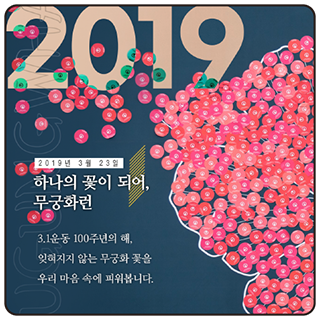 2019
2019년 3월 23일
하나의 꽃이 되어,
무궁화런
3.1운동 100주년의 해,
잊혀지지 않는 무궁화 꽃을
우리 마음 속에 피워봅니다.